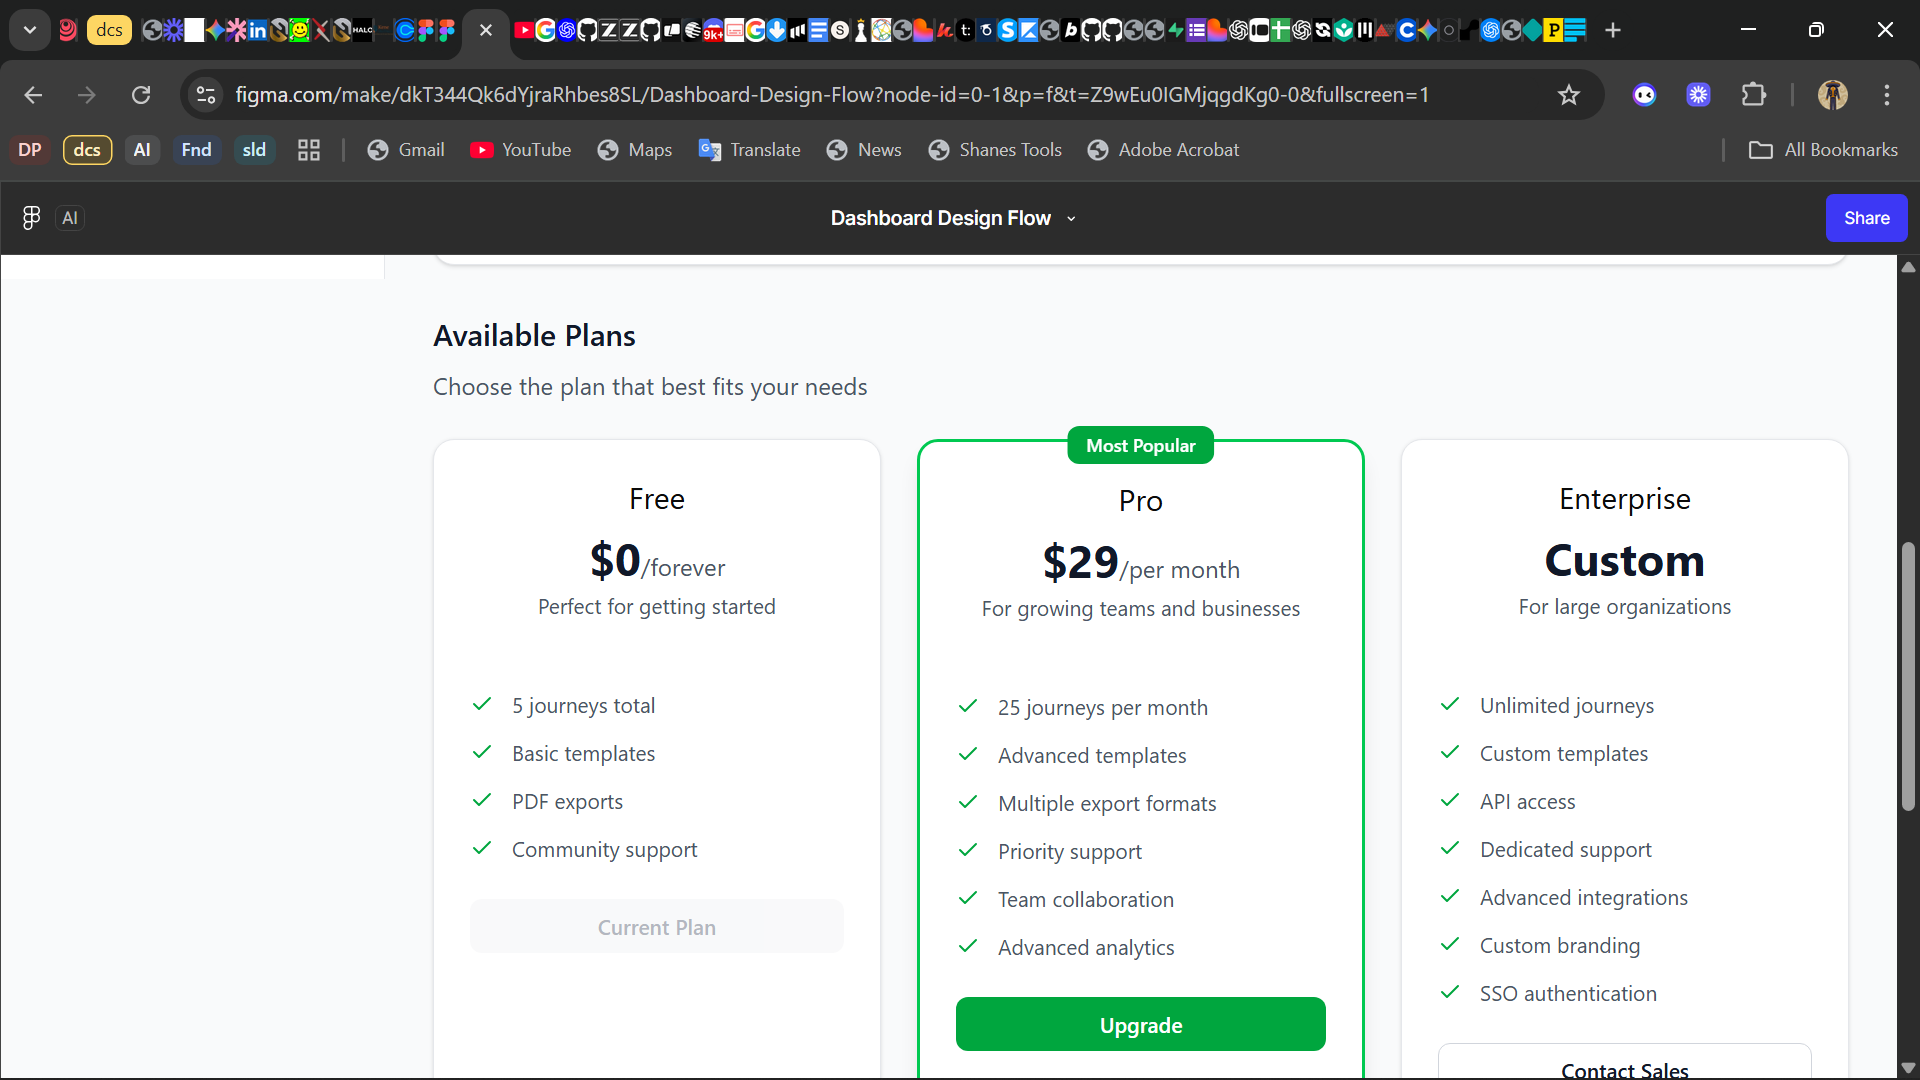 dcs
9k+
figma.com/make/dkT344Qk6dYjraRhbes8SL/Dashboard-Design-Flow?node-id=0-1&p=f&t=Z9wEu0IGMjqgdKg0-0&fullscreen=1
DP dcs AI Fnd sld Gmail YouTube Maps Translate News Shanes Tools Adobe Acrobat All Bookmarks
AI Dashboard Design Flow Share
Available Plans
Choose the plan that best fits your needs
Free
$0/forever
Perfect for getting started
5 journeys total
Basic templates
PDF exports
Community support
Current Plan
Most Popular
Pro
$29/per month
For growing teams and businesses
25 journeys per month
Advanced templates
Multiple export formats
Priority support
Team collaboration
Advanced analytics
Upgrade
Enterprise
Custom
For large organizations
Unlimited journeys
Custom templates
API access
Dedicated support
Advanced integrations
Custom branding
SSO authentication
Contact Sales